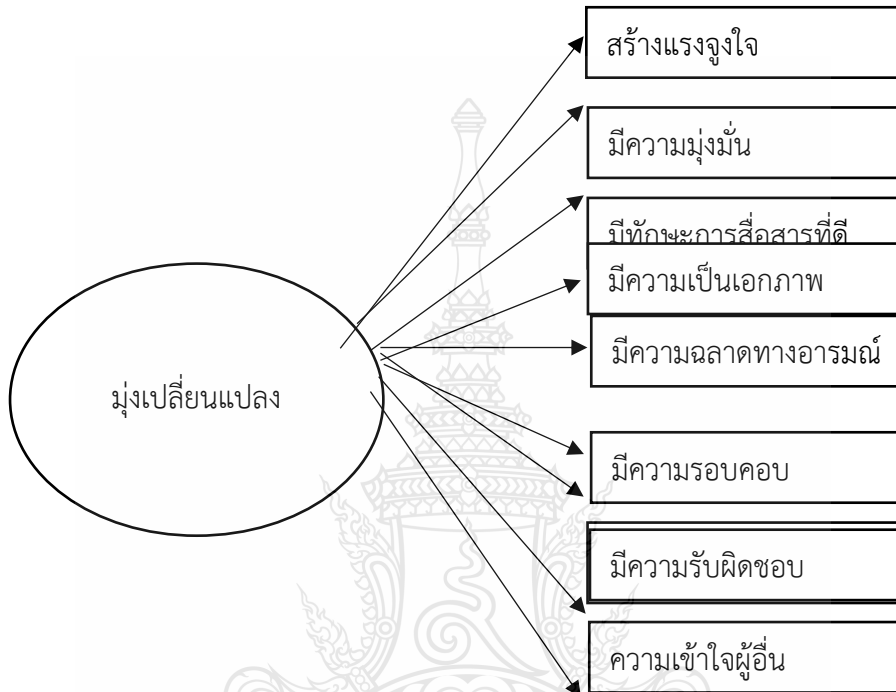 สร้างแรงจูงใจ
มีความมุ่งมั่น
มีทักษะการสื่อสารที่ดี
มีความเป็นเอกภาพ
มีความฉลาดทางอารมณ์
มุ่งเปลี่ยนแปลง
มีความรอบคอบ
มีความรับผิดชอบ
ความเข้าใจผู้อื่น